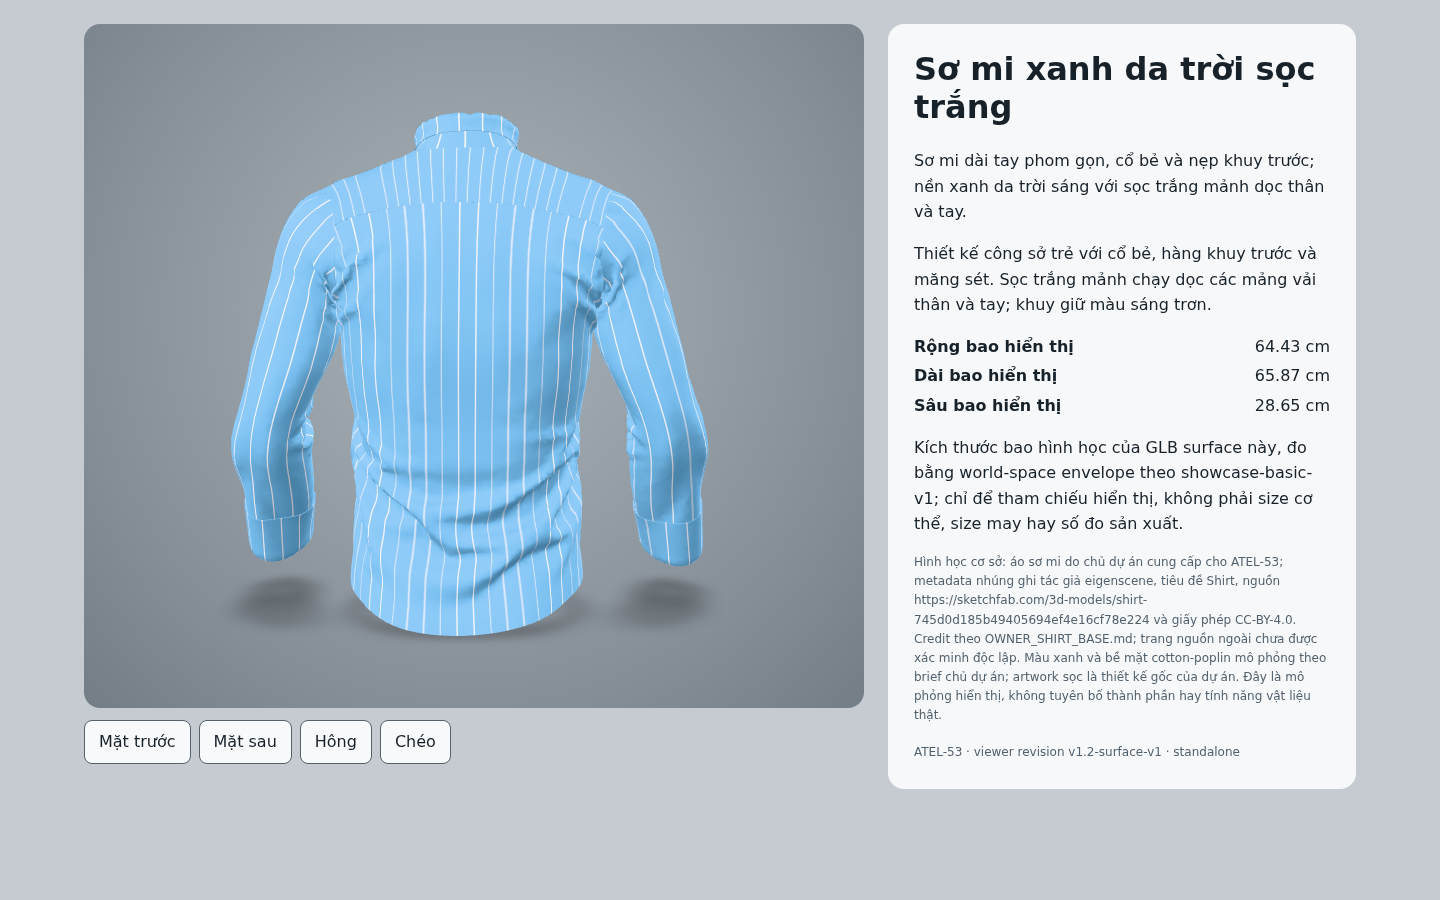 Sơ mi xanh da trời sọc
trắng
Sơ mi dài tay phom gọn, cổ bẻ và nẹp khuy trước;
nền xanh da trời sáng với sọc trắng mảnh dọc thân
và tay.
Thiết kế công sở trẻ với cổ bẻ, hàng khuy trước và
măng sét. Sọc trắng mảnh chạy dọc các mảng vải
thân và tay; khuy giữ màu sáng trơn.
Rộng bao hiển thị 64.43 cm
Dài bao hiển thị 65.87 cm
Sâu bao hiển thị 28.65 cm
Kích thước bao hình học của GLB surface này, đo
bằng world-space envelope theo showcase-basic-
v1; chỉ để tham chiếu hiển thị, không phải size cơ
thể, size may hay số đo sản xuất.
Hình học cơ sở: áo sơ mi do chủ dự án cung cấp cho ATEL-53;
metadata nhúng ghi tác giả eigenscene, tiêu đề Shirt, nguồn
https://sketchfab.com/3d-models/shirt-
745d0d185b49405694ef4e16cf78e224 và giấy phép CC-BY-4.0.
Credit theo OWNER_SHIRT_BASE.md; trang nguồn ngoài chưa được
xác minh độc lập. Màu xanh và bề mặt cotton-poplin mô phỏng theo
brief chủ dự án; artwork sọc là thiết kế gốc của dự án. Đây là mô
phỏng hiển thị, không tuyên bố thành phần hay tính năng vật liệu
thật.
ATEL-53 · viewer revision v1.2-surface-v1 · standalone
Mặt trước
Mặt sau
Hông
Chéo